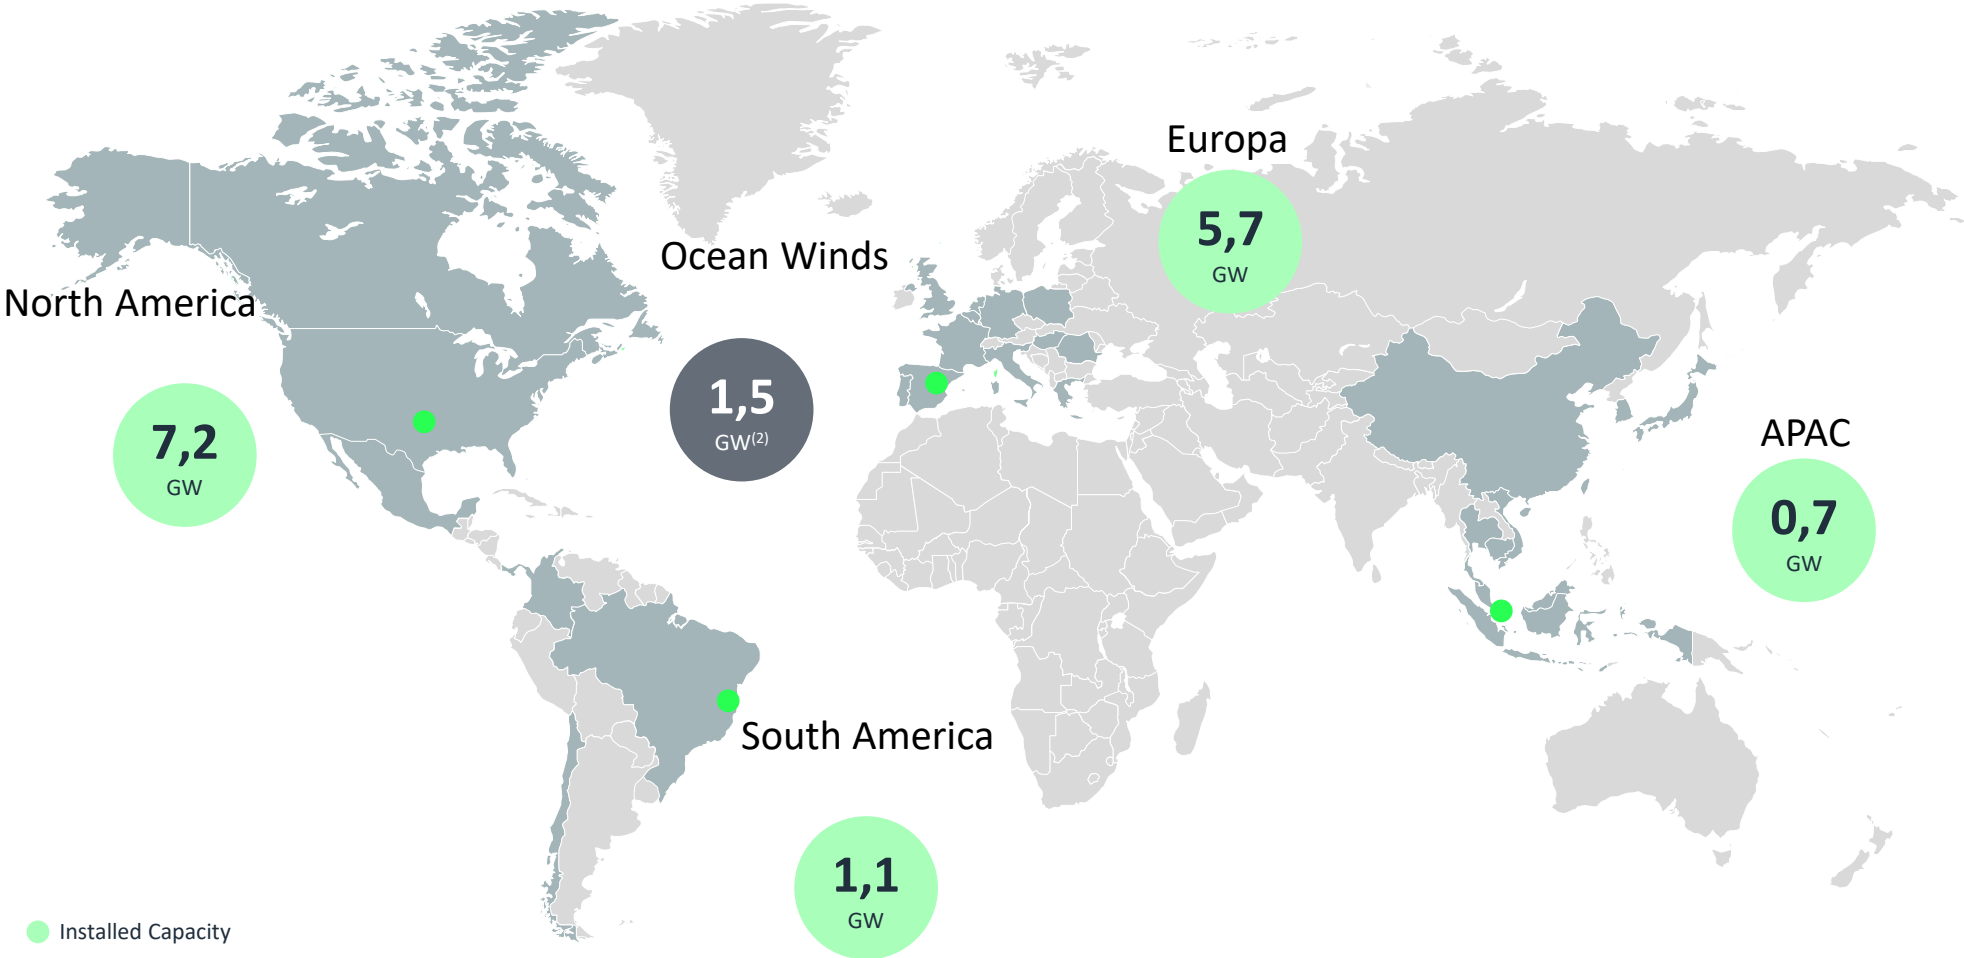 Europa
5,7
GW
Ocean Winds
1,5
GW(2)
North America
7,2
GW
APAC
0,7
GW
South America
1,1
GW
Installed Capacity